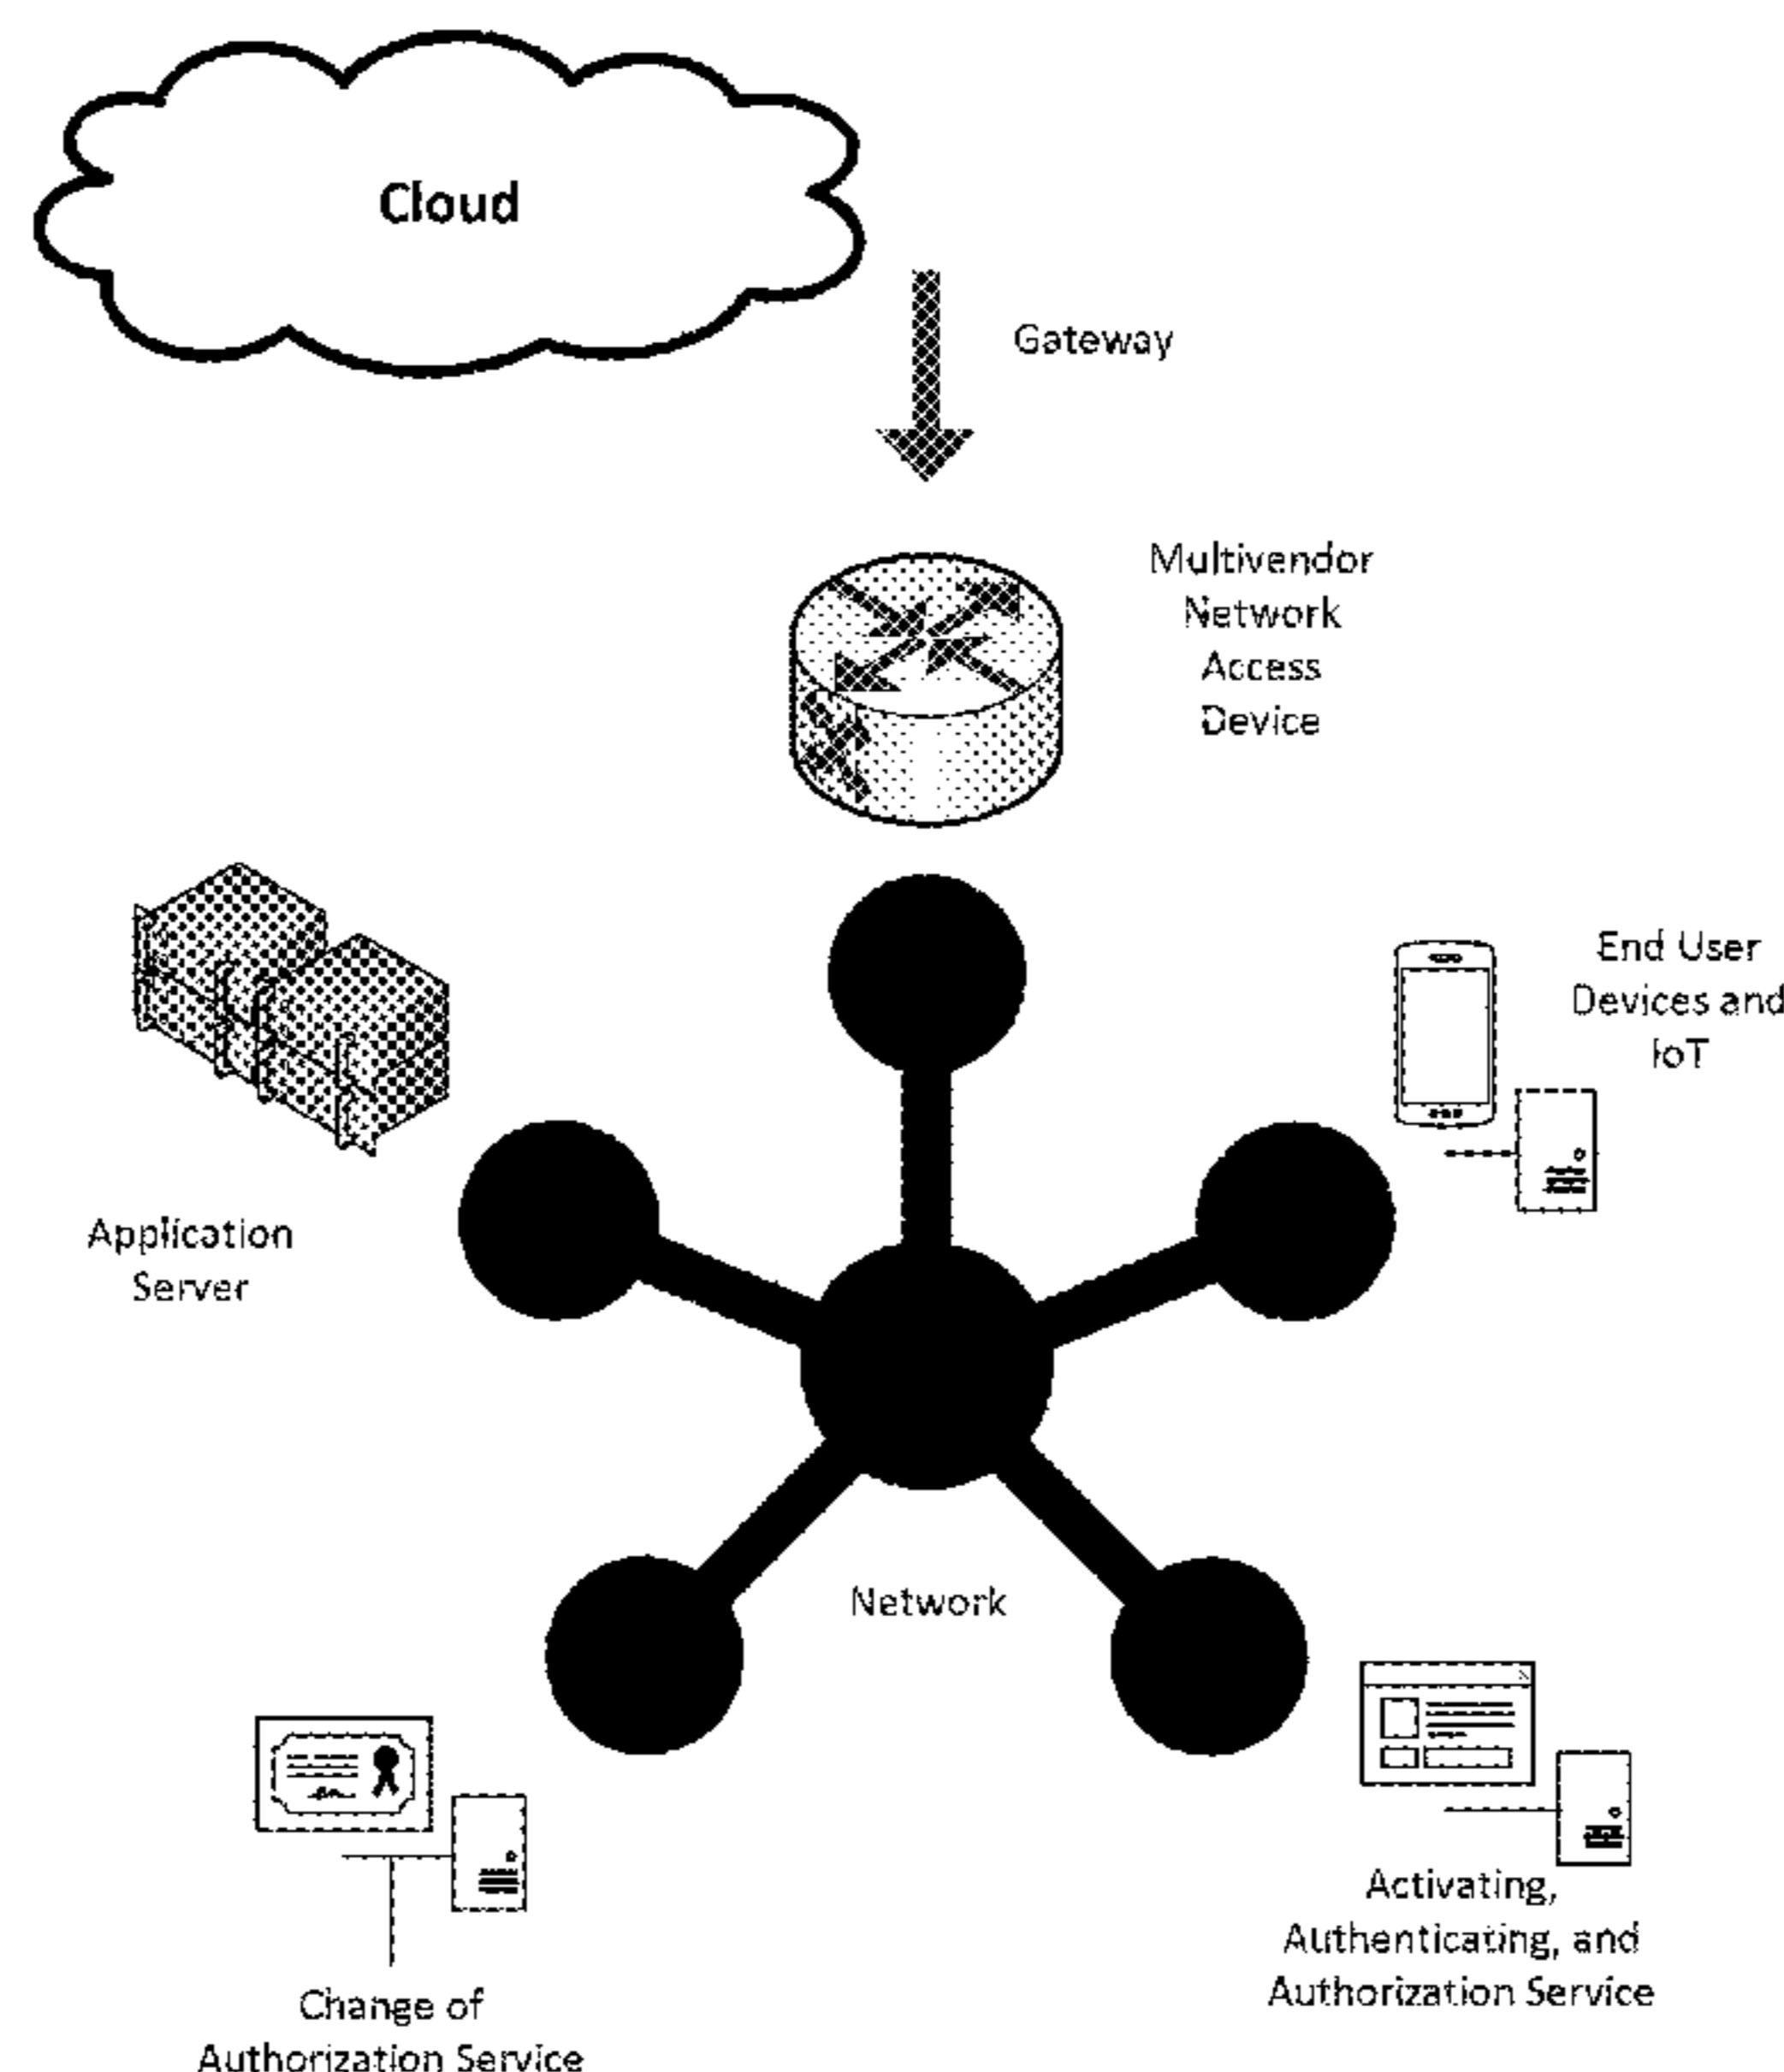 Cloud
Gateway
Multivendor
Network
Access
Device
End User
Devices and
IoT
Application
Server
Network
Activating,
Authenticating, and
Authorization Service
Change of
Authorization Service